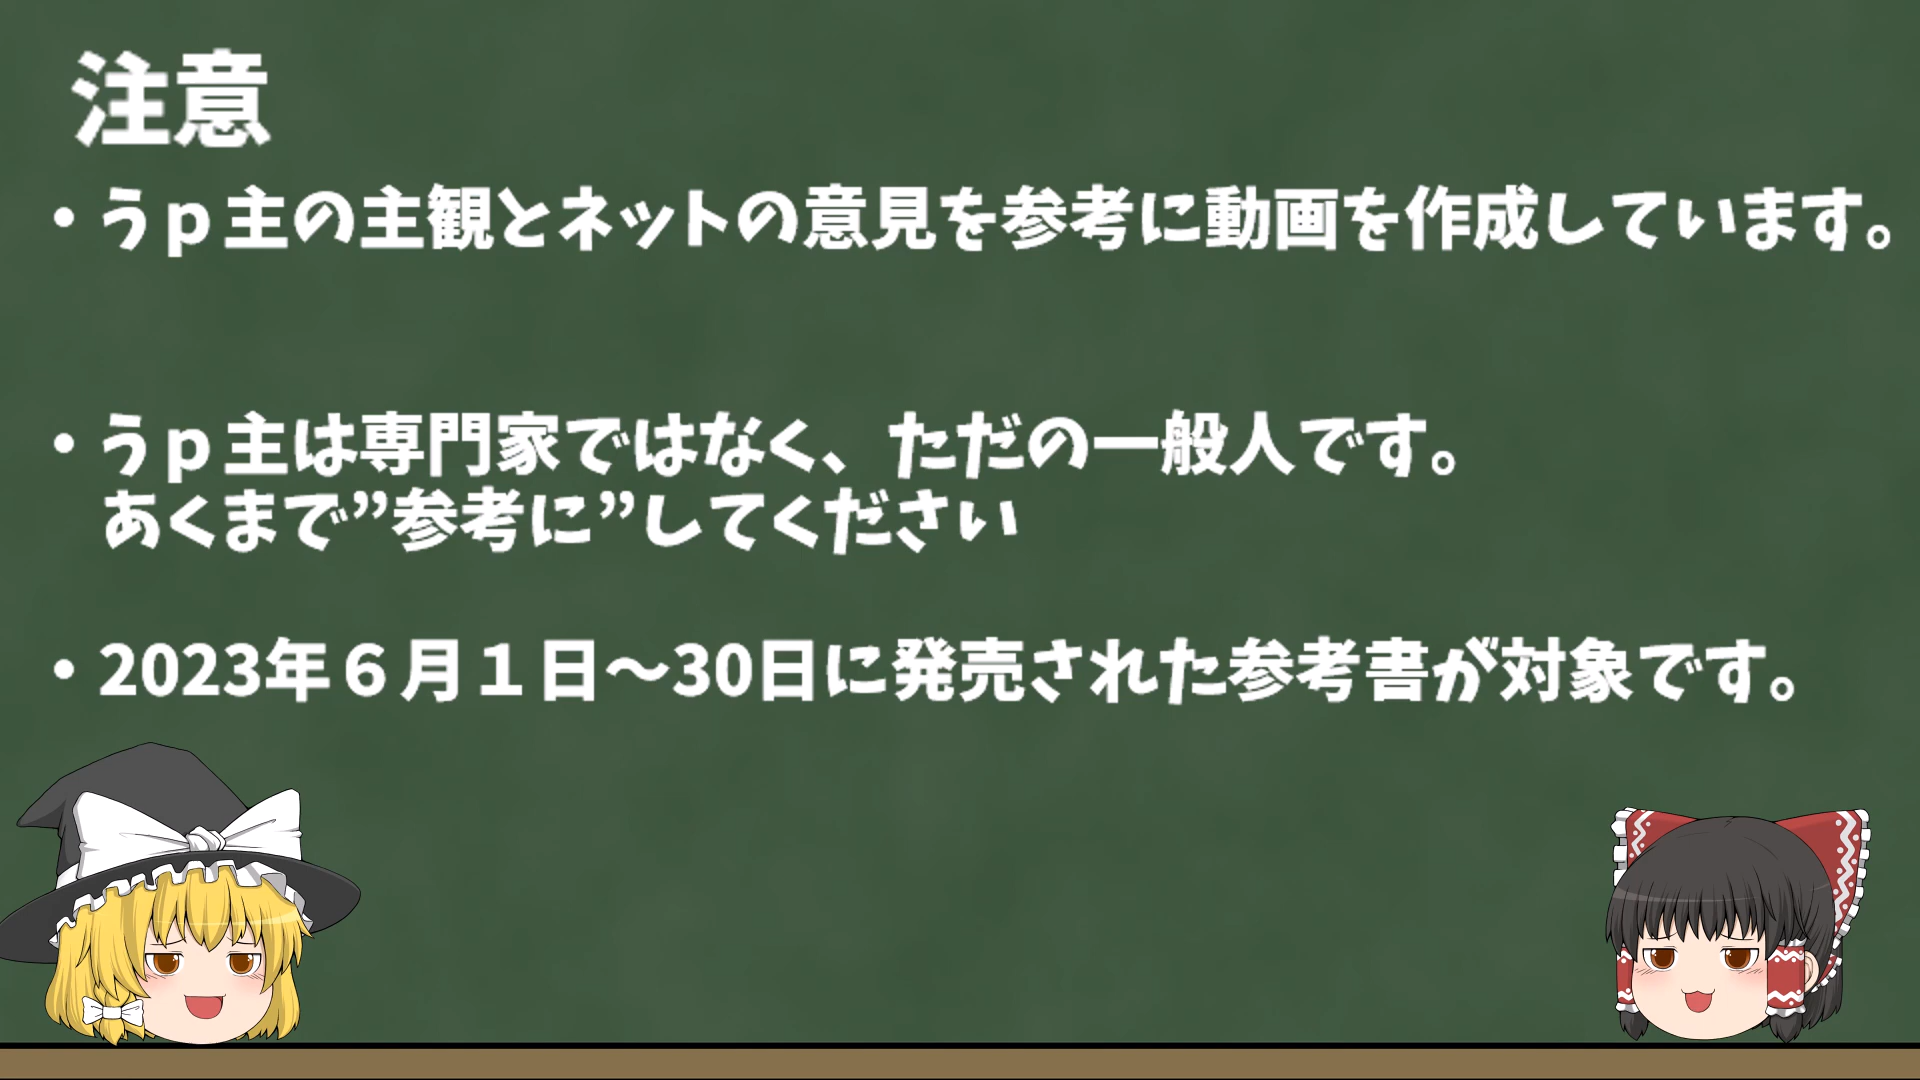 注意
・うｐ主の主観とネットの意見を参考に動画を作成しています。
・うｐ主は専門家ではなく、ただの一般人です。
あくまで”参考に”してください
・2023年６月１日～30日に発売された参考書が対象です。